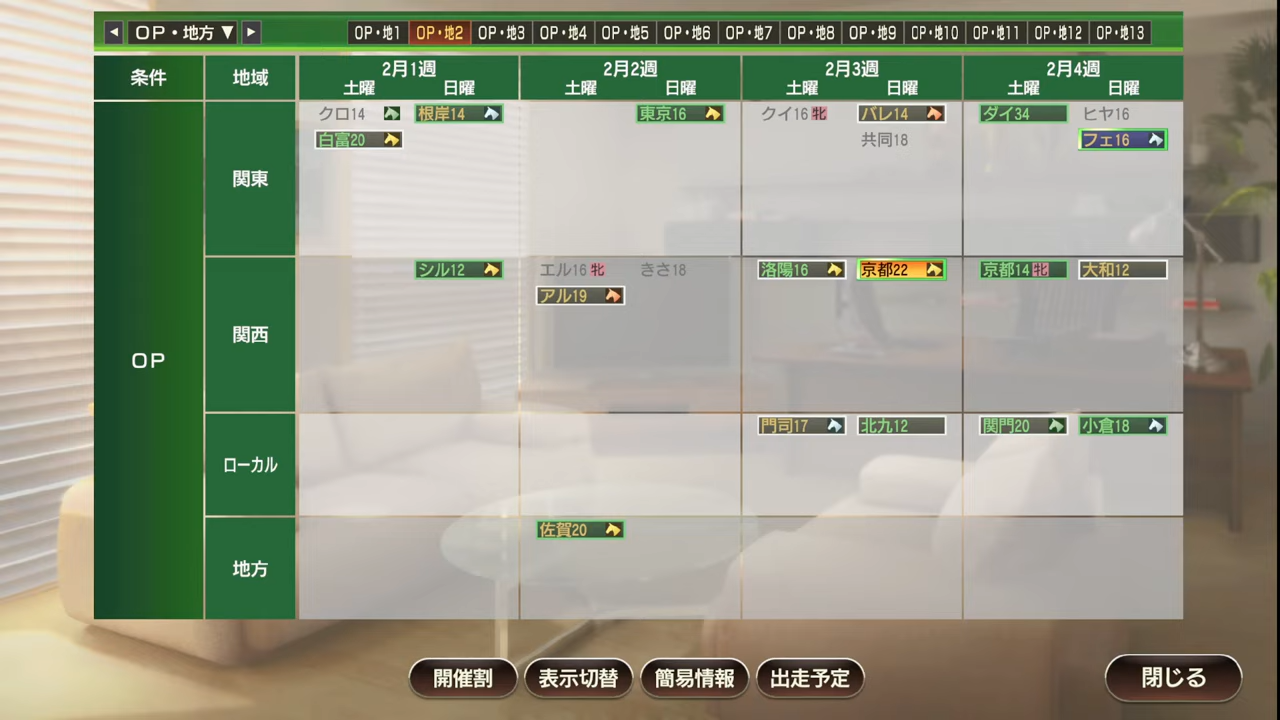 ◀ OP・地方▼ ▶ OP・地1 OP・地2 OP・地3 OP・地4 OP・地5 OP・地6 OP・地7 OP・地8 OP・地9 OP・地10 OP・地11 OP・地12 OP・地13
条件 地域 2月1週 2月2週 2月3週 2月4週
土曜 日曜 土曜 日曜 土曜 日曜 土曜 日曜
OP
関東
クロ14 根岸14 東京16 クイ16牝 バレ14 ダイ34 ヒヤ16
白富20 共同18 フェ16
関西
シル12 エル16牝 きさ18 洛陽16 京都22 京都14牝 大和12
アル19
ローカル
門司17 北九12 関門20 小倉18
地方
佐賀20
開催割 表示切替 簡易情報 出走予定 閉じる